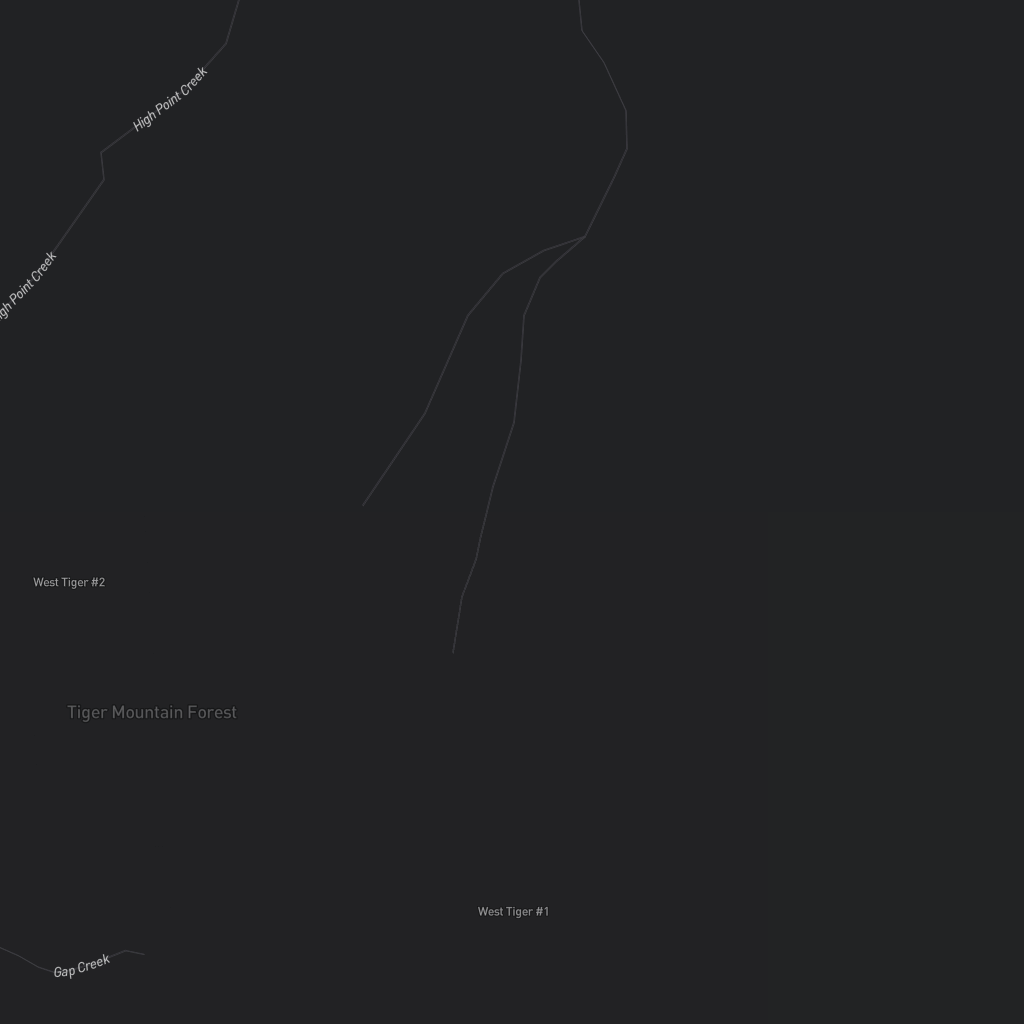 High Point Creek
gh Point Creek
West Tiger #2
Tiger Mountain Forest
West Tiger #1
Gap Creek